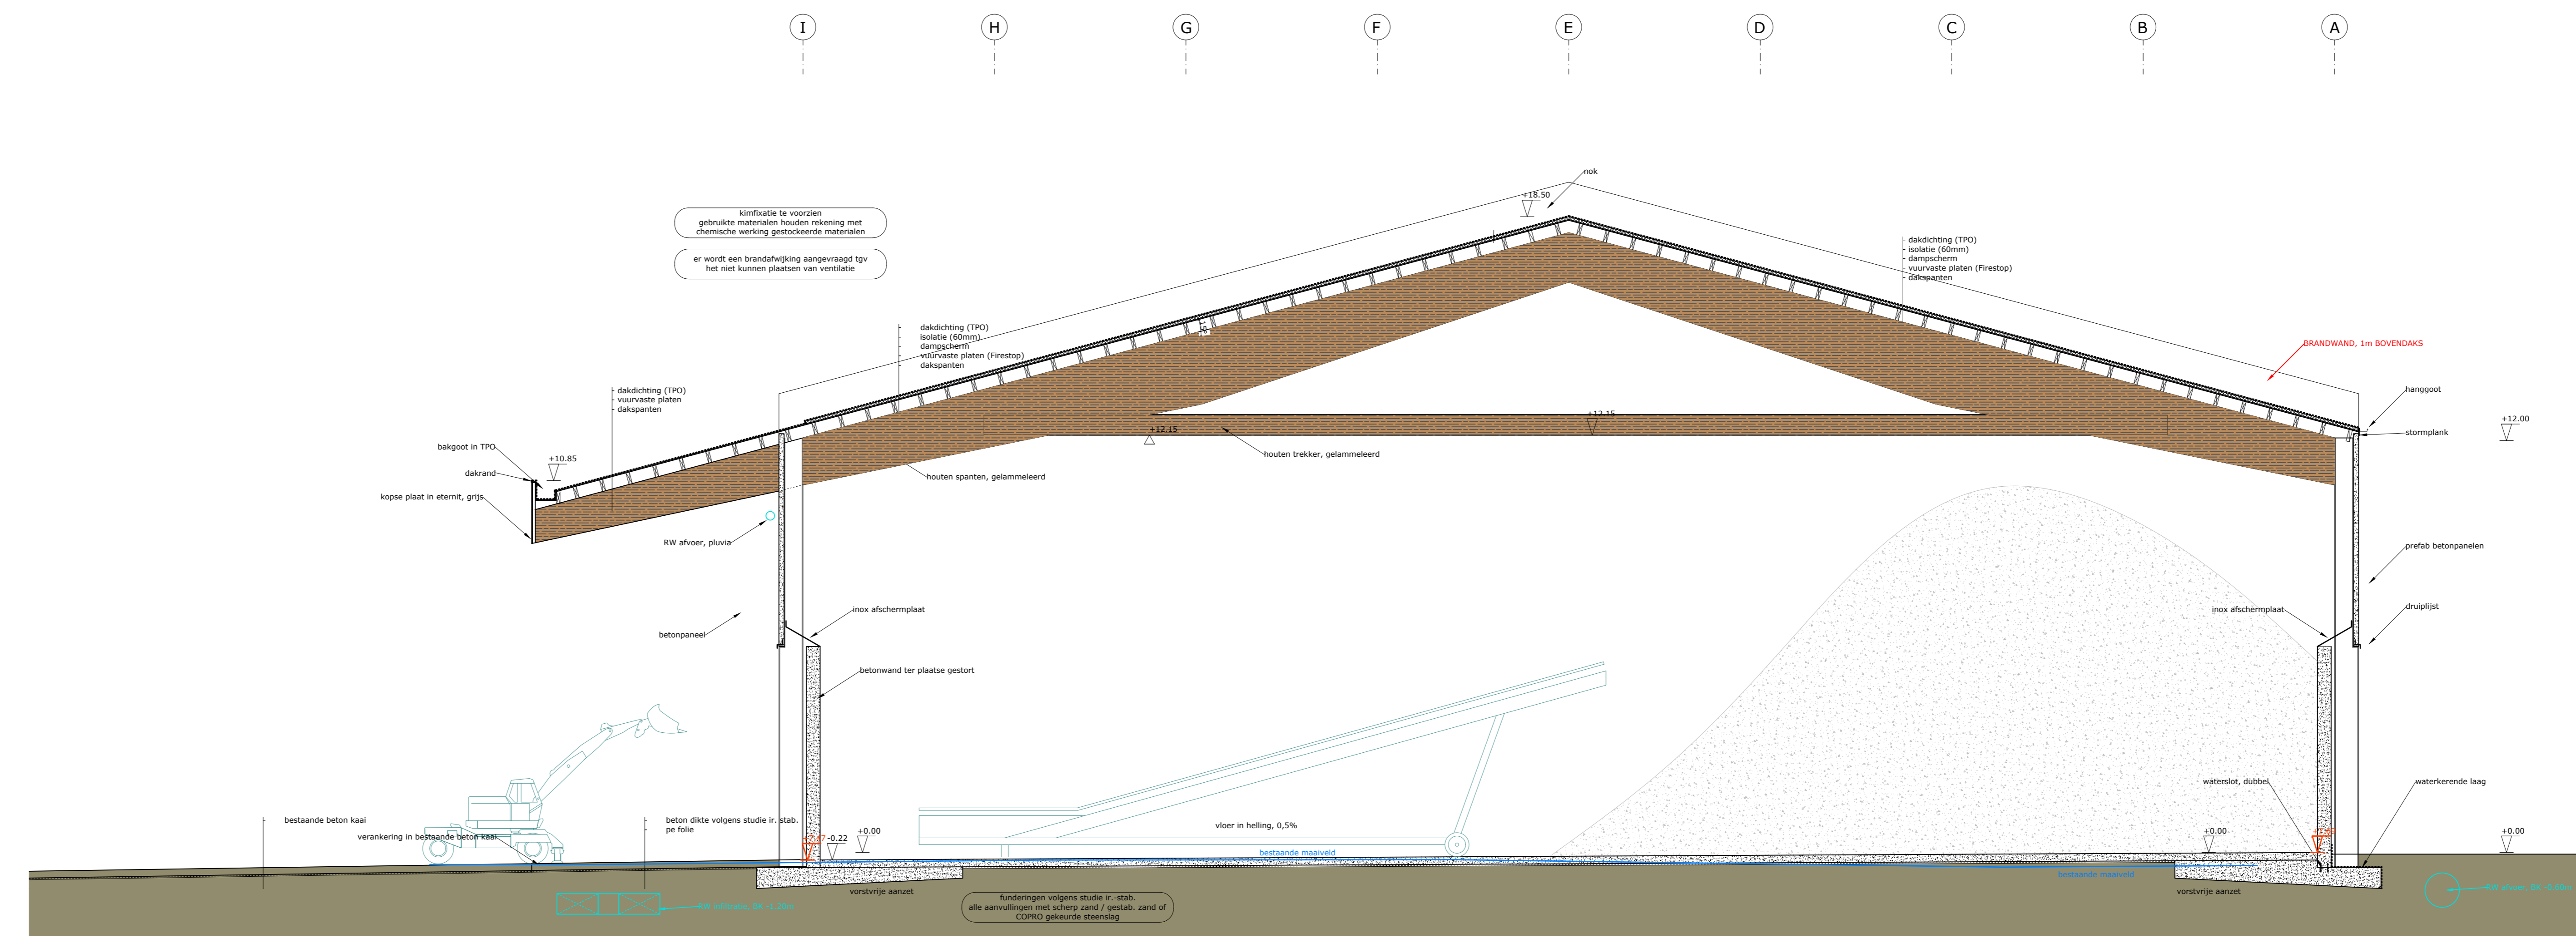 I
H
G
F
E
D
C
B
A
nok
+18.50
kimfixatie te voorzien
gebruikte materialen houden rekening met
chemische werking gestockeerde materialen
er wordt een brandafwijking aangevraagd tgv
het niet kunnen plaatsen van ventilatie
dakdichting (TPO)
isolatie (60mm)
dampscherm
vuurvaste platen (Firestop)
dakspanten
dakdichting (TPO)
isolatie (60mm)
dampscherm
vuurvaste platen (Firestop)
dakspanten
15°
BRANDWAND, 1m BOVENDAKS
dakdichting (TPO)
vuurvaste platen
dakspanten
hanggoot
+12.00
stormplank
+12.15
+12.15
bakgoot in TPO
+10.85
dakrand
kopse plaat in eternit, grijs
houten trekker, gelammeleerd
houten spanten, gelammeleerd
RW afvoer, pluvia
prefab betonpanelen
inox afschermplaat
inox afschermplaat
druiplijst
betonpaneel
betonwand ter plaatse gestort
waterslot, dubbel
waterkerende laag
bestaande beton kaai
beton dikte volgens studie ir. stab.
pe folie
verankering in bestaande beton kaai
-0.22
+0.00
vloer in helling, 0,5%
+0.00
+0.00
bestaande maaiveld
bestaande maaiveld
vorstvrije aanzet
vorstvrije aanzet
funderingen volgens studie ir.-stab.
alle aanvullingen met scherp zand / gestab. zand of
COPRO gekeurde steenslag